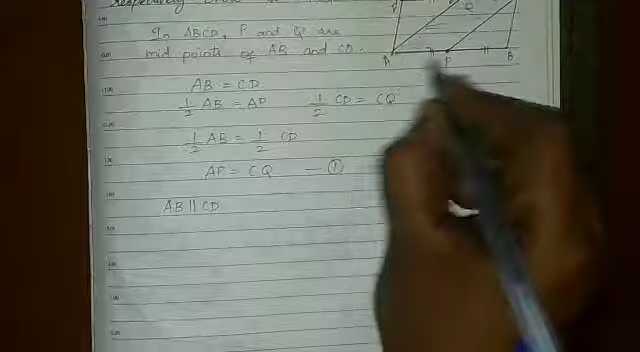 respectively
In ABCD, P and Q are
mid points of AB and CD.
AB = CD
1/2 AB = AP 1/2 CD = CQ
1/2 AB = 1/2 CD
AP = CQ — ①
AB || CD
A P B
Q